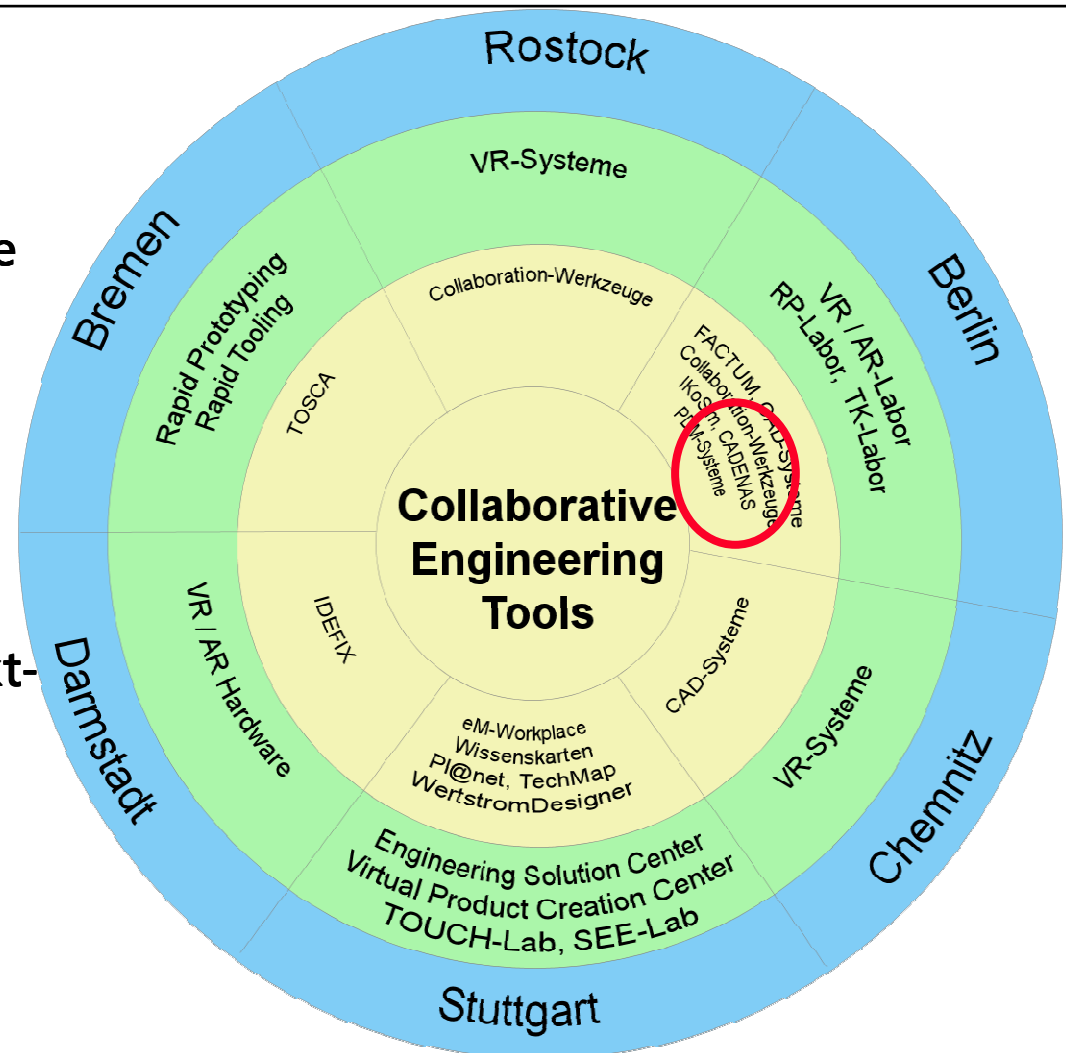 Rostock
VR-Systeme
Collaboration-Werkzeuge
Berlin
VR / AR-Labor
RP-Labor, TK-Labor
FACTUM, CAD-Systeme
Collaboration-Werkzeuge
IKoSim, CADENAS
PDM-Systeme
Chemnitz
VR-Systeme
CAD-Systeme
Stuttgart
eM-Workplace
Wissenskarten
Pl@net, TechMap
WertstromDesigner
Engineering Solution Center
Virtual Product Creation Center
TOUCH-Lab, SEE-Lab
Darmstadt
VR / AR Hardware
IDEFIX
Bremen
Rapid Prototyping
Rapid Tooling
TOSCA
Collaborative
Engineering
Tools
e
kt-